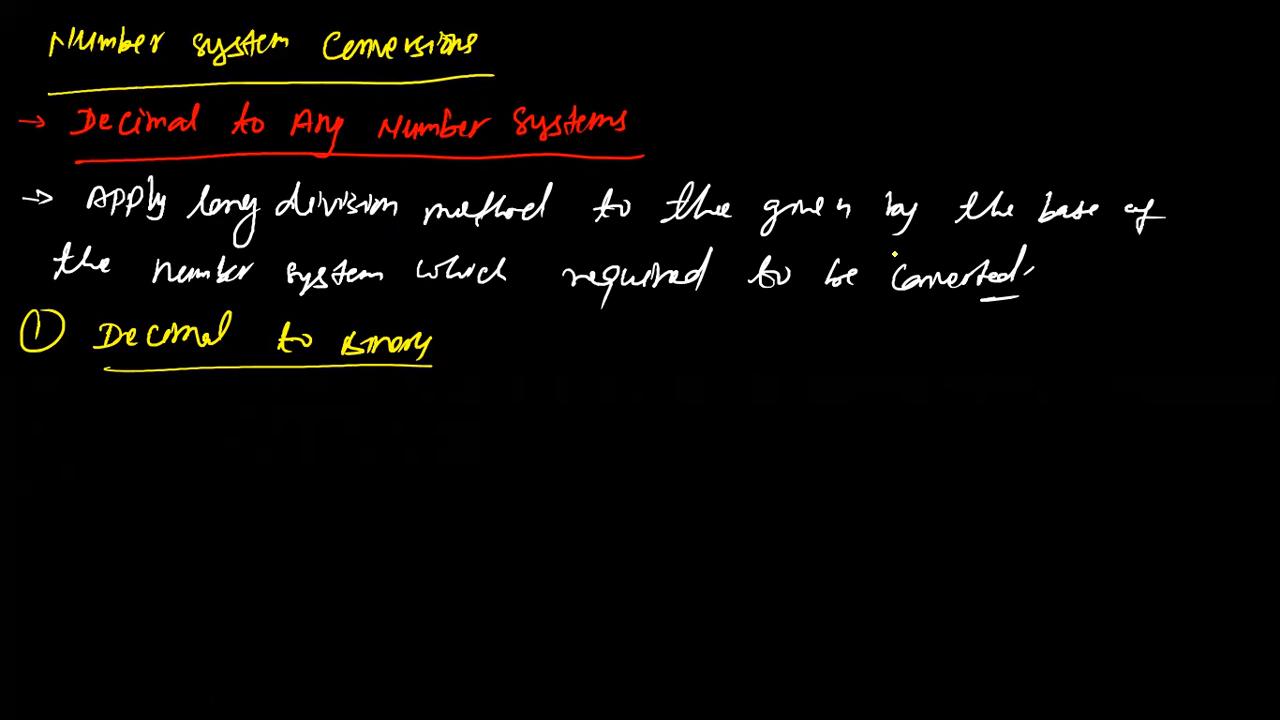 Number System Conversions
→ Decimal to Any Number Systems
→ Apply long division method to the given by the base of
the number system which required to be converted.
① Decimal to Binary